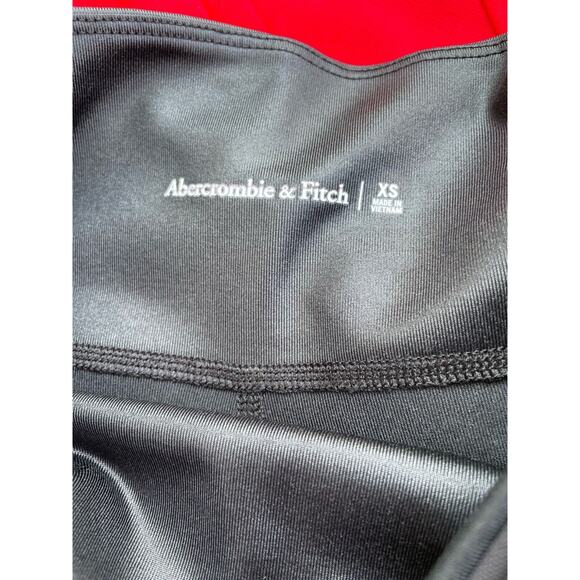 Abercrombie & Fitch | XS
MADE IN
VIETNAM